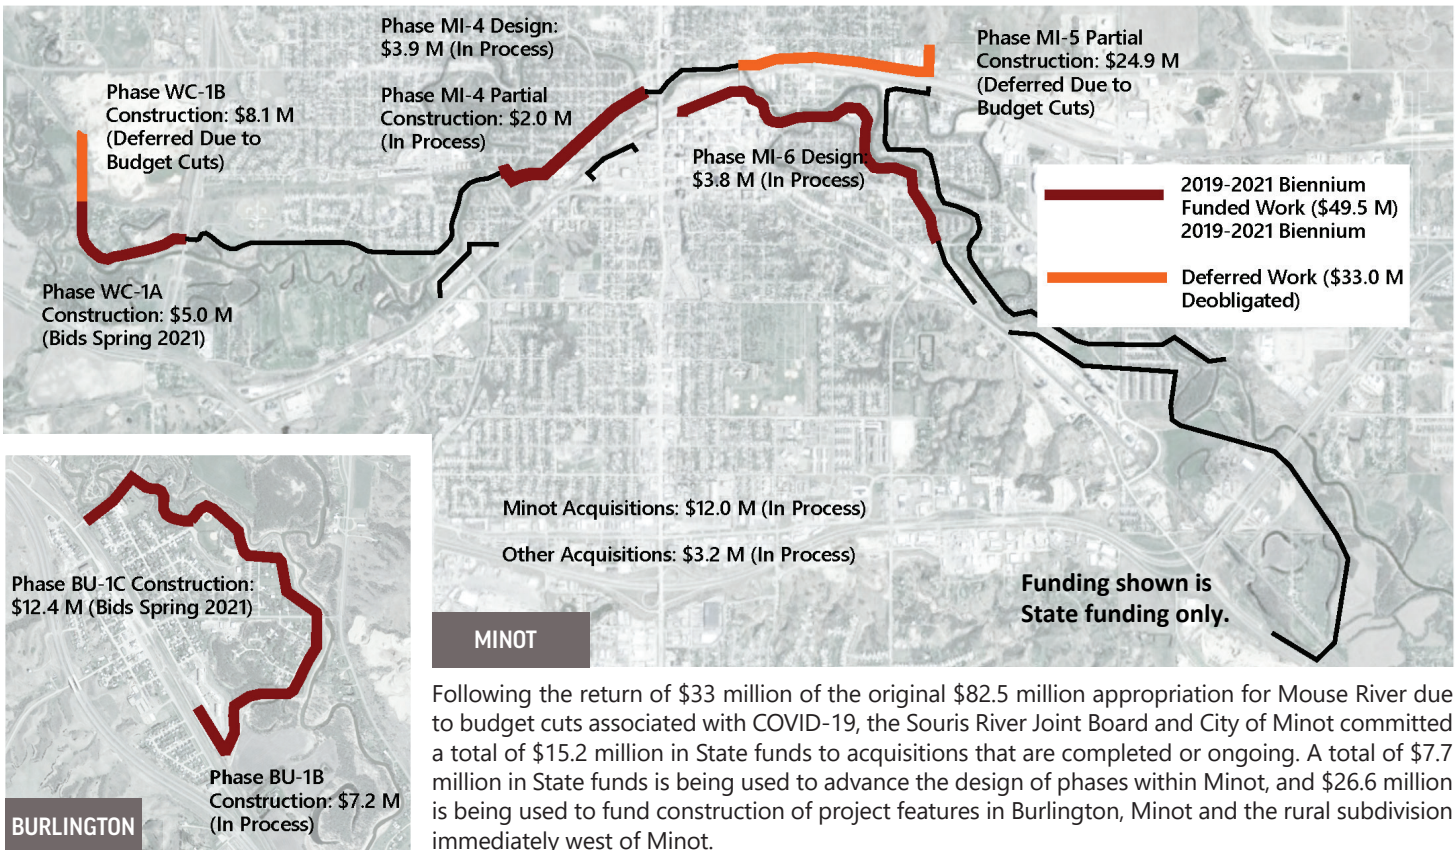 Phase MI-4 Design:
$3.9 M (In Process)
Phase MI-4 Partial
Construction: $2.0 M
(In Process)
Phase MI-5 Partial
Construction: $24.9 M
(Deferred Due to
Budget Cuts)
Phase WC-1B
Construction: $8.1 M
(Deferred Due to
Budget Cuts)
Phase MI-6 Design:
$3.8 M (In Process)
2019-2021 Biennium
Funded Work ($49.5 M)
2019-2021 Biennium
Deferred Work ($33.0 M
Deobligated)
Phase WC-1A
Construction: $5.0 M
(Bids Spring 2021)
Minot Acquisitions: $12.0 M (In Process)
Other Acquisitions: $3.2 M (In Process)
Funding shown is
State funding only.
MINOT
Phase BU-1C Construction:
$12.4 M (Bids Spring 2021)
Phase BU-1B
Construction: $7.2 M
(In Process)
BURLINGTON
Following the return of $33 million of the original $82.5 million appropriation for Mouse River due
to budget cuts associated with COVID-19, the Souris River Joint Board and City of Minot committed
a total of $15.2 million in State funds to acquisitions that are completed or ongoing. A total of $7.7
million in State funds is being used to advance the design of phases within Minot, and $26.6 million
is being used to fund construction of project features in Burlington, Minot and the rural subdivision
immediately west of Minot.